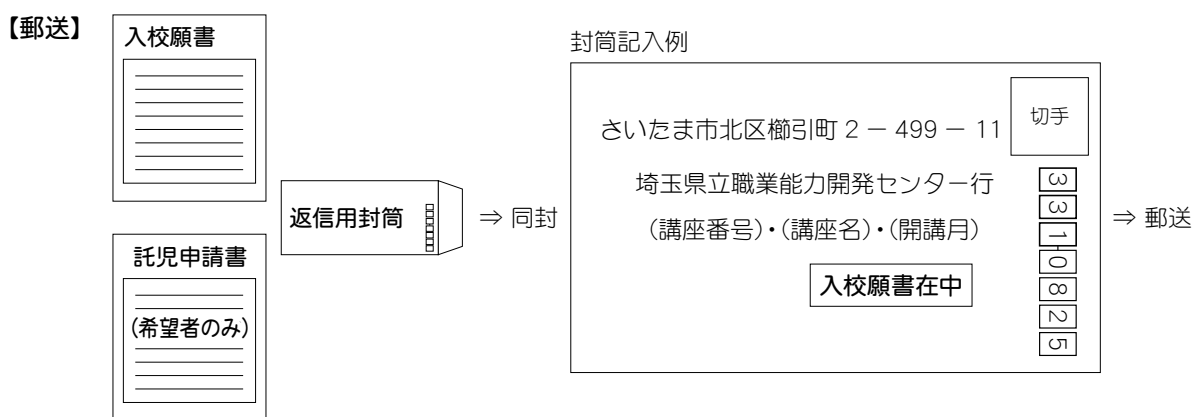 【郵送】
入校願書
託児申請書
(希望者のみ)
返信用封筒
⇒ 同封
封筒記入例
さいたま市北区櫛引町 2 － 499 － 11
切手
埼玉県立職業能力開発センター行
(講座番号)・(講座名)・(開講月)
入校願書在中
331-0825
⇒ 郵送